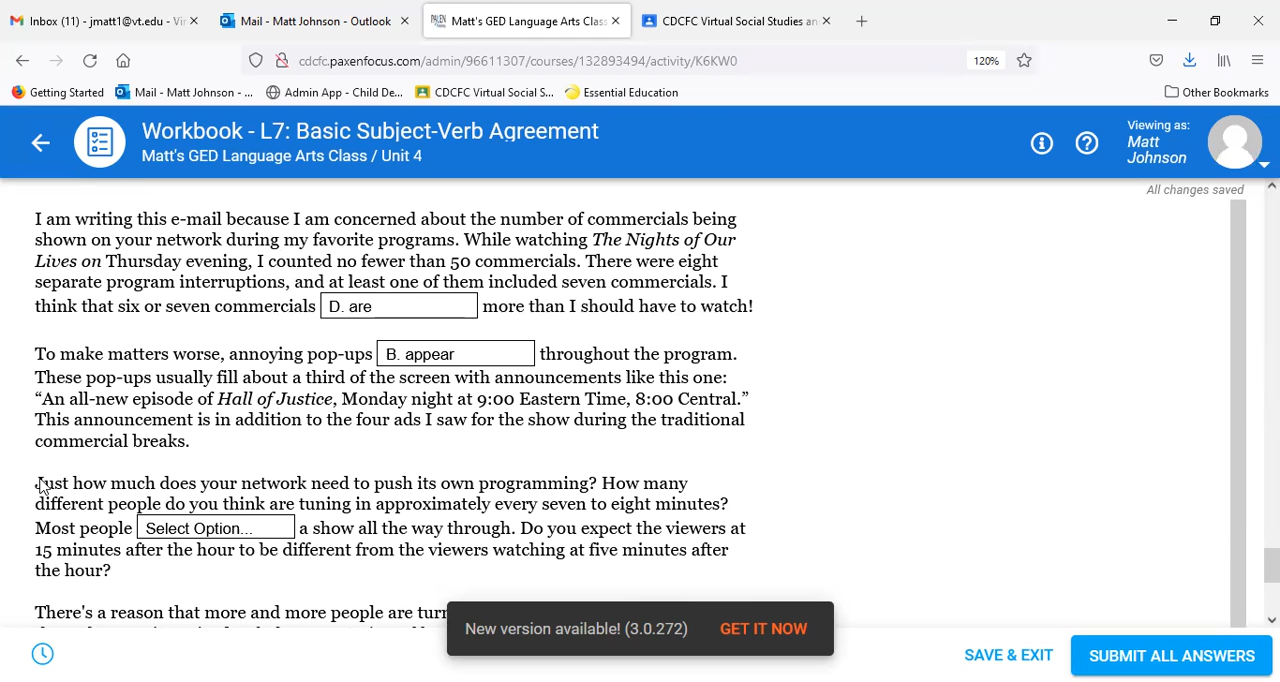 Inbox (11) - jmatt1@vt.edu - Vir
Mail - Matt Johnson - Outlook
Matt's GED Language Arts Class
CDCFC Virtual Social Studies an
cdcfc.paxenfocus.com/admin/96611307/courses/132893494/activity/K6KW0
120%
Getting Started
Mail - Matt Johnson - ...
Admin App - Child De...
CDCFC Virtual Social S...
Essential Education
Other Bookmarks
Workbook - L7: Basic Subject-Verb Agreement
Matt's GED Language Arts Class / Unit 4
Viewing as:
Matt
Johnson
All changes saved
I am writing this e-mail because I am concerned about the number of commercials being
shown on your network during my favorite programs. While watching The Nights of Our
Lives on Thursday evening, I counted no fewer than 50 commercials. There were eight
separate program interruptions, and at least one of them included seven commercials. I
think that six or seven commercials D. are more than I should have to watch!
To make matters worse, annoying pop-ups B. appear throughout the program.
These pop-ups usually fill about a third of the screen with announcements like this one:
“An all-new episode of Hall of Justice, Monday night at 9:00 Eastern Time, 8:00 Central.”
This announcement is in addition to the four ads I saw for the show during the traditional
commercial breaks.
Just how much does your network need to push its own programming? How many
different people do you think are tuning in approximately every seven to eight minutes?
Most people Select Option... a show all the way through. Do you expect the viewers at
15 minutes after the hour to be different from the viewers watching at five minutes after
the hour?
There's a reason that more and more people are turn
New version available! (3.0.272) GET IT NOW
SAVE & EXIT
SUBMIT ALL ANSWERS